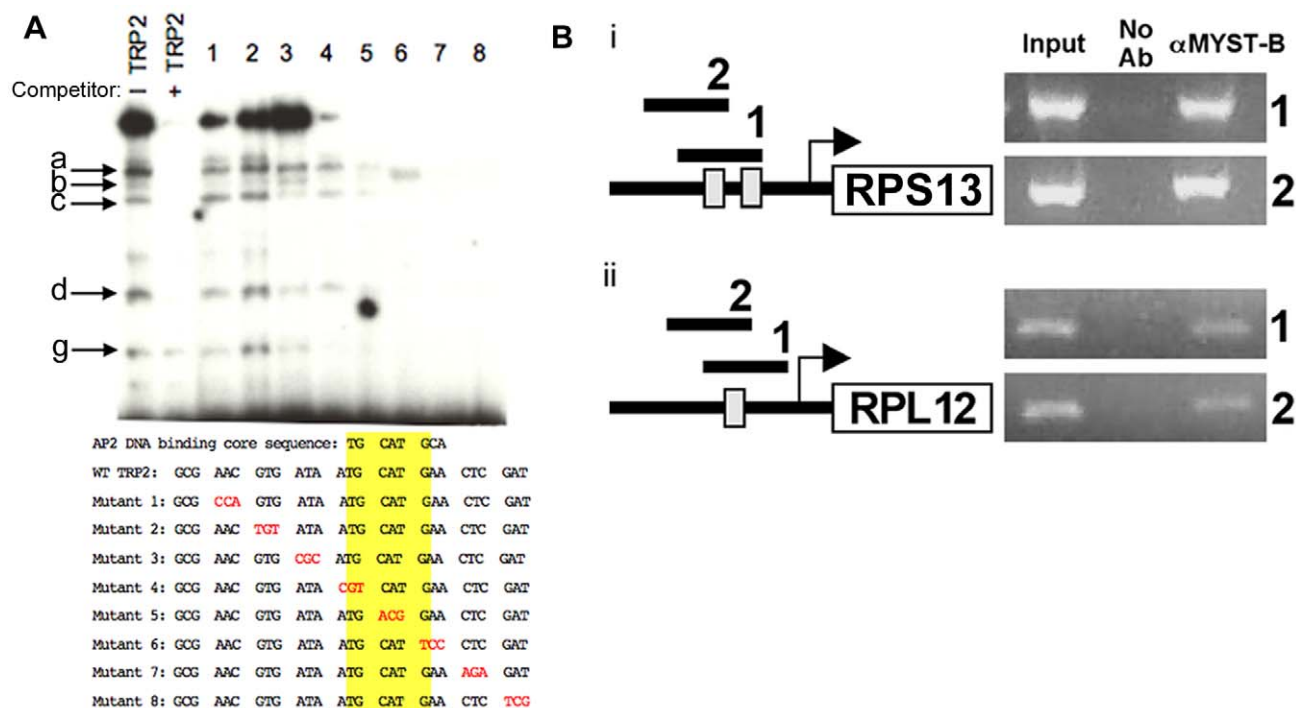 A
− TRP2
+ TRP2
1 2 3 4 5 6 7 8
Competitor:
a
b
c
d
g
AP2 DNA binding core sequence: TG CAT GCA
WT TRP2: GCG AAC GTG ATA ATG CAT GAA CTC GAT
Mutant 1: GCG CCA GTG ATA ATG CAT GAA CTC GAT
Mutant 2: GCG AAC TGT ATA ATG CAT GAA CTC GAT
Mutant 3: GCG AAC GTG CGC ATG CAT GAA CTC GAT
Mutant 4: GCG AAC GTG ATA CGT CAT GAA CTC GAT
Mutant 5: GCG AAC GTG ATA ATG ACG GAA CTC GAT
Mutant 6: GCG AAC GTG ATA ATG CAT TCC CTC GAT
Mutant 7: GCG AAC GTG ATA ATG CAT GAA AGA GAT
Mutant 8: GCG AAC GTG ATA ATG CAT GAA CTC TCG
B
i
2
1
RPS13
Input No Ab αMYST-B
1
2
ii
2
1
RPL12
1
2